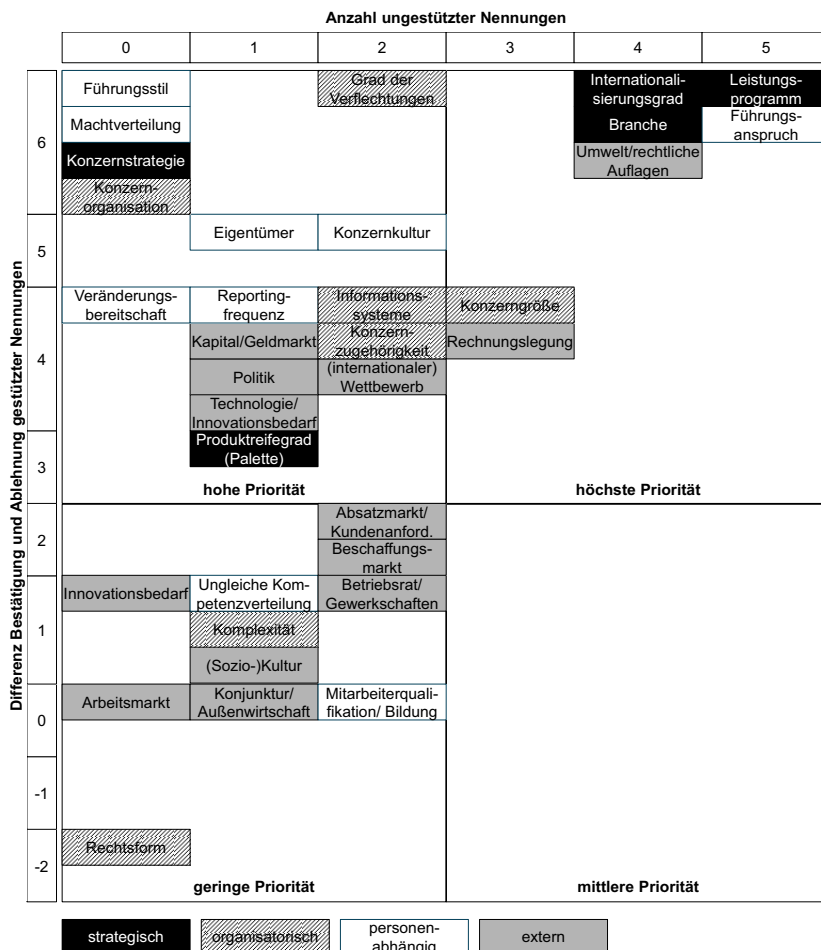 Anzahl ungestützter Nennungen
0 1 2 3 4 5
Differenz Bestätigung und Ablehnung gestützter Nennungen
6
Führungsstil
Machtverteilung
Konzernstrategie
Konzern-
organisation
Grad der
Verflechtungen
Internationali-
sierungsgrad
Branche
Umwelt/rechtliche
Auflagen
Leistungs-
programm
Führungs-
anspruch
5
Eigentümer
Konzernkultur
4
Veränderungs-
bereitschaft
Reporting-
frequenz
Kapital/Geldmarkt
Politik
Technologie/
Innovationsbedarf
Informations-
systeme
Konzern-
zugehörigkeit
(internationaler)
Wettbewerb
Konzerngröße
Rechnungslegung
3
Produktreifegrad
(Palette)
hohe Priorität
höchste Priorität
2
Absatzmarkt/
Kundenanford.
Beschaffungs-
markt
1
Innovationsbedarf
Ungleiche Kom-
petenzverteilung
Komplexität
(Sozio-)Kultur
Betriebsrat/
Gewerkschaften
0
Arbeitsmarkt
Konjunktur/
Außenwirtschaft
Mitarbeiterquali-
fikation/ Bildung
-1
-2
Rechtsform
geringe Priorität
mittlere Priorität
strategisch
organisatorisch
personen-
abhängig
extern